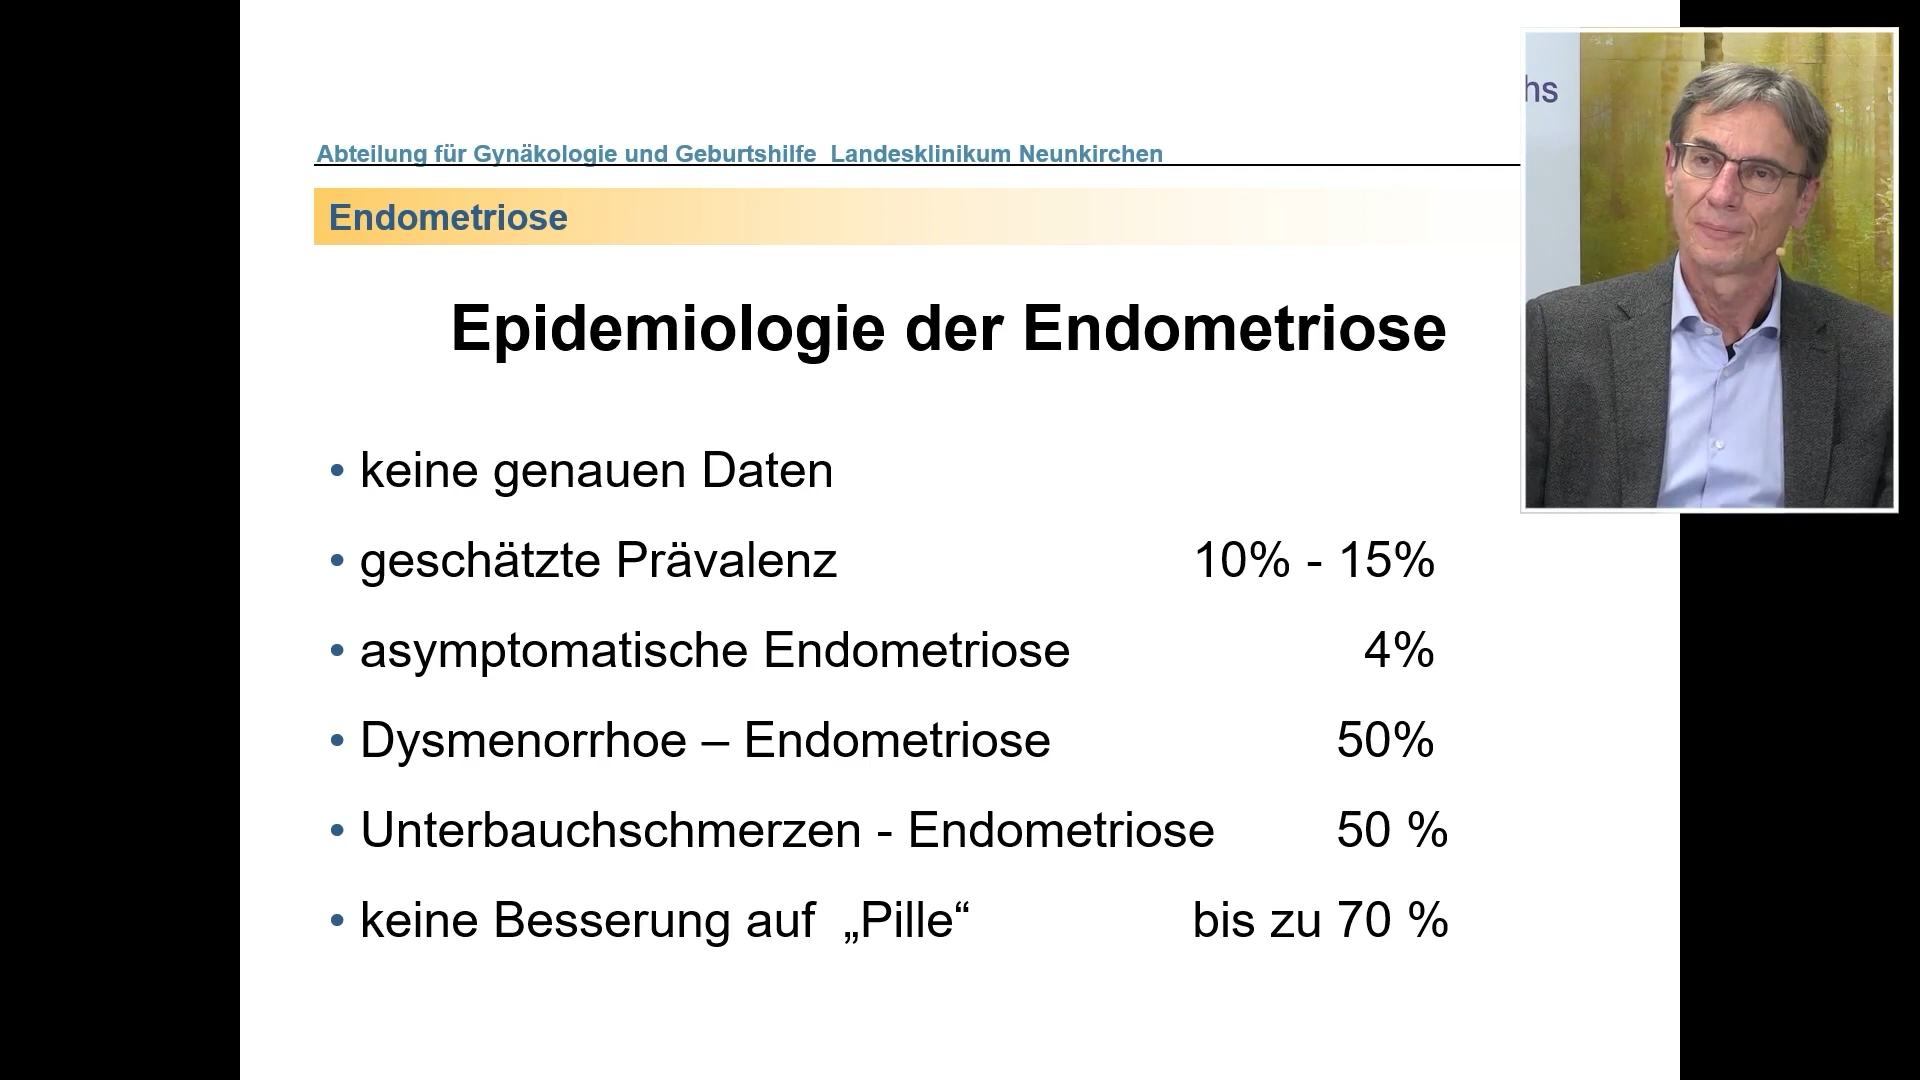 Abteilung für Gynäkologie und Geburtshilfe  Landesklinikum Neunkirchen
Endometriose
Epidemiologie der Endometriose
• keine genauen Daten
• geschätzte Prävalenz 10% - 15%
• asymptomatische Endometriose 4%
• Dysmenorrhoe – Endometriose 50%
• Unterbauchschmerzen - Endometriose 50 %
• keine Besserung auf „Pille“ bis zu 70 %
hs